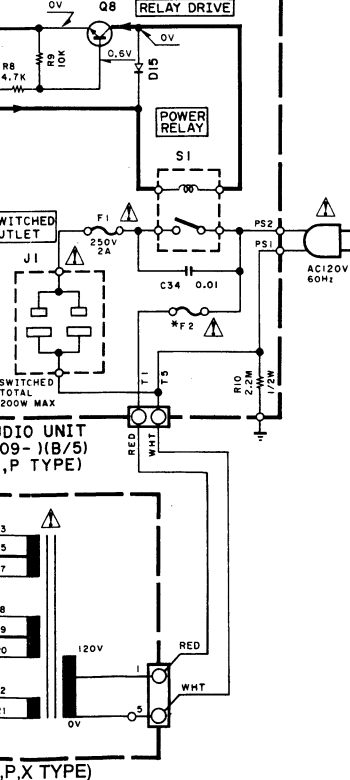 Q8
RELAY DRIVE
0V
0V
R9
10K
0.6V
R8
4.7K
D15
POWER
RELAY
S1
WITCHED
UTLET
F1
250V
2A
PS2
PS1
J1
AC120V
60Hz
C34 0.01
*F2
SWITCHED
TOTAL
200W MAX
T1
T5
R10
2.2M
1/2W
DIO UNIT
09- )(B/5)
,P TYPE)
RED
WHT
3
5
7
8
9
20
120V
RED
1
2
WHT
21
0V
5
,P,X TYPE)